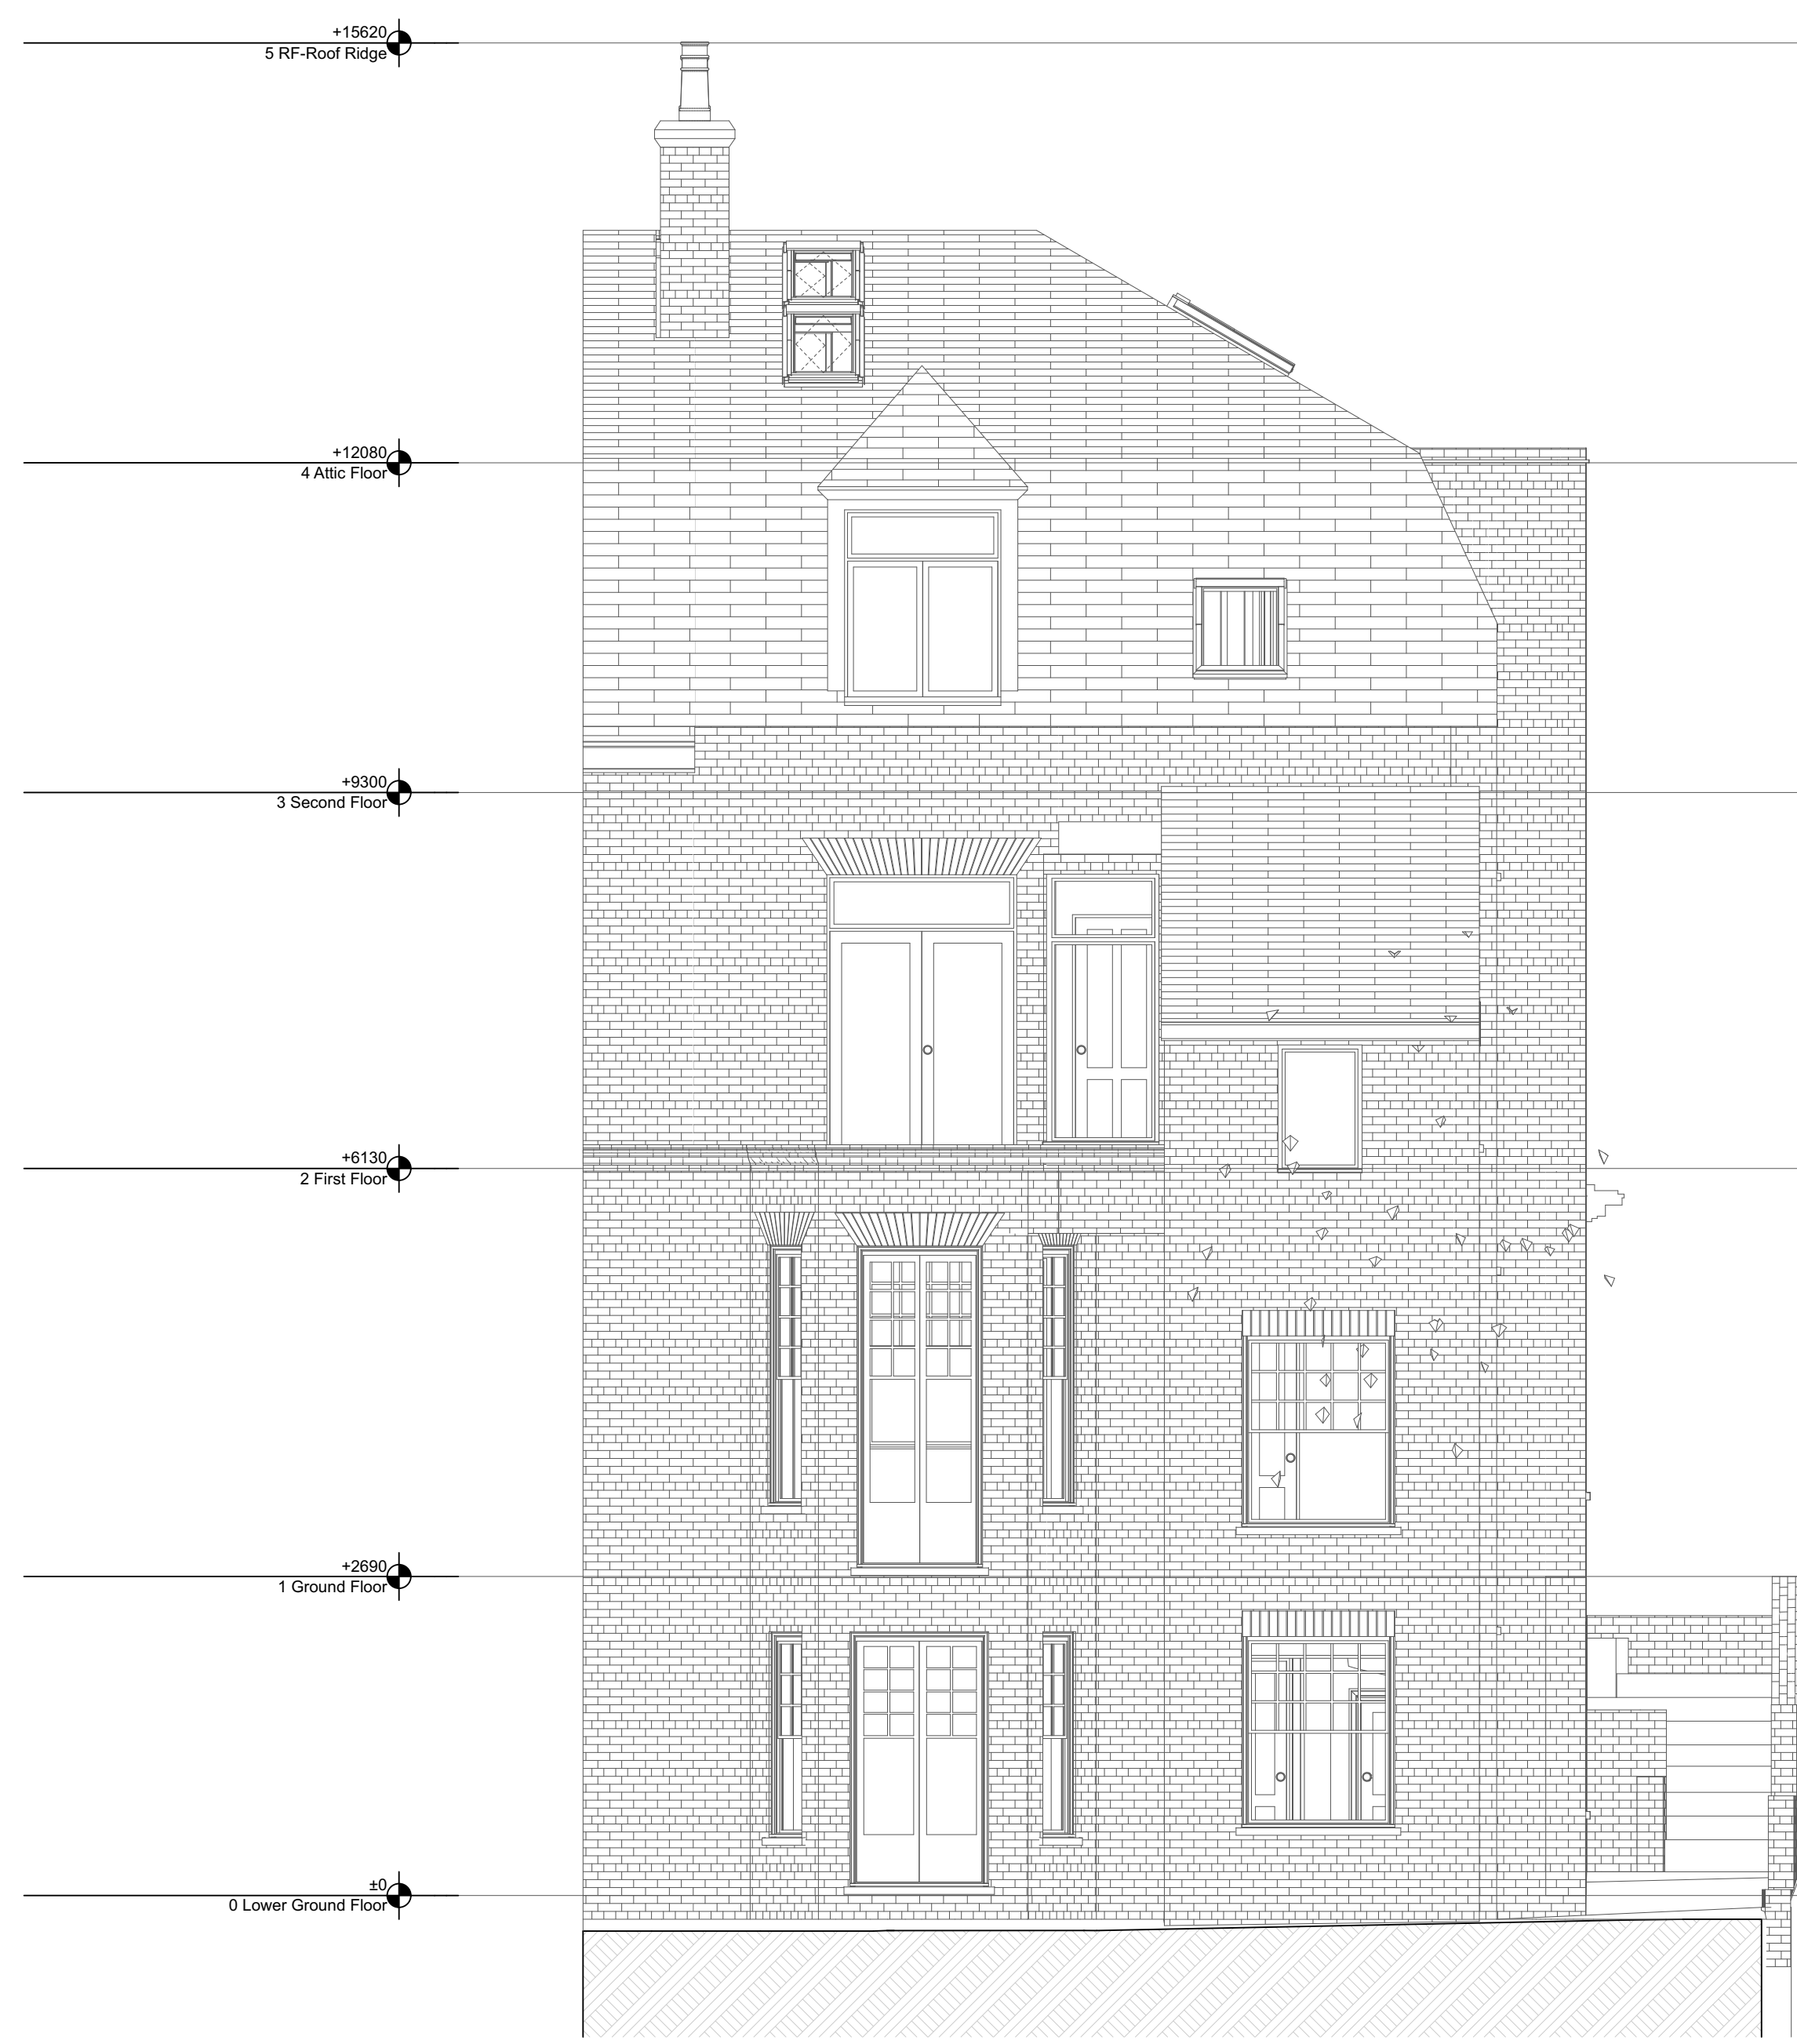 +15620
5 RF-Roof Ridge
+12080
4 Attic Floor
+9300
3 Second Floor
+6130
2 First Floor
+2690
1 Ground Floor
±0
0 Lower Ground Floor